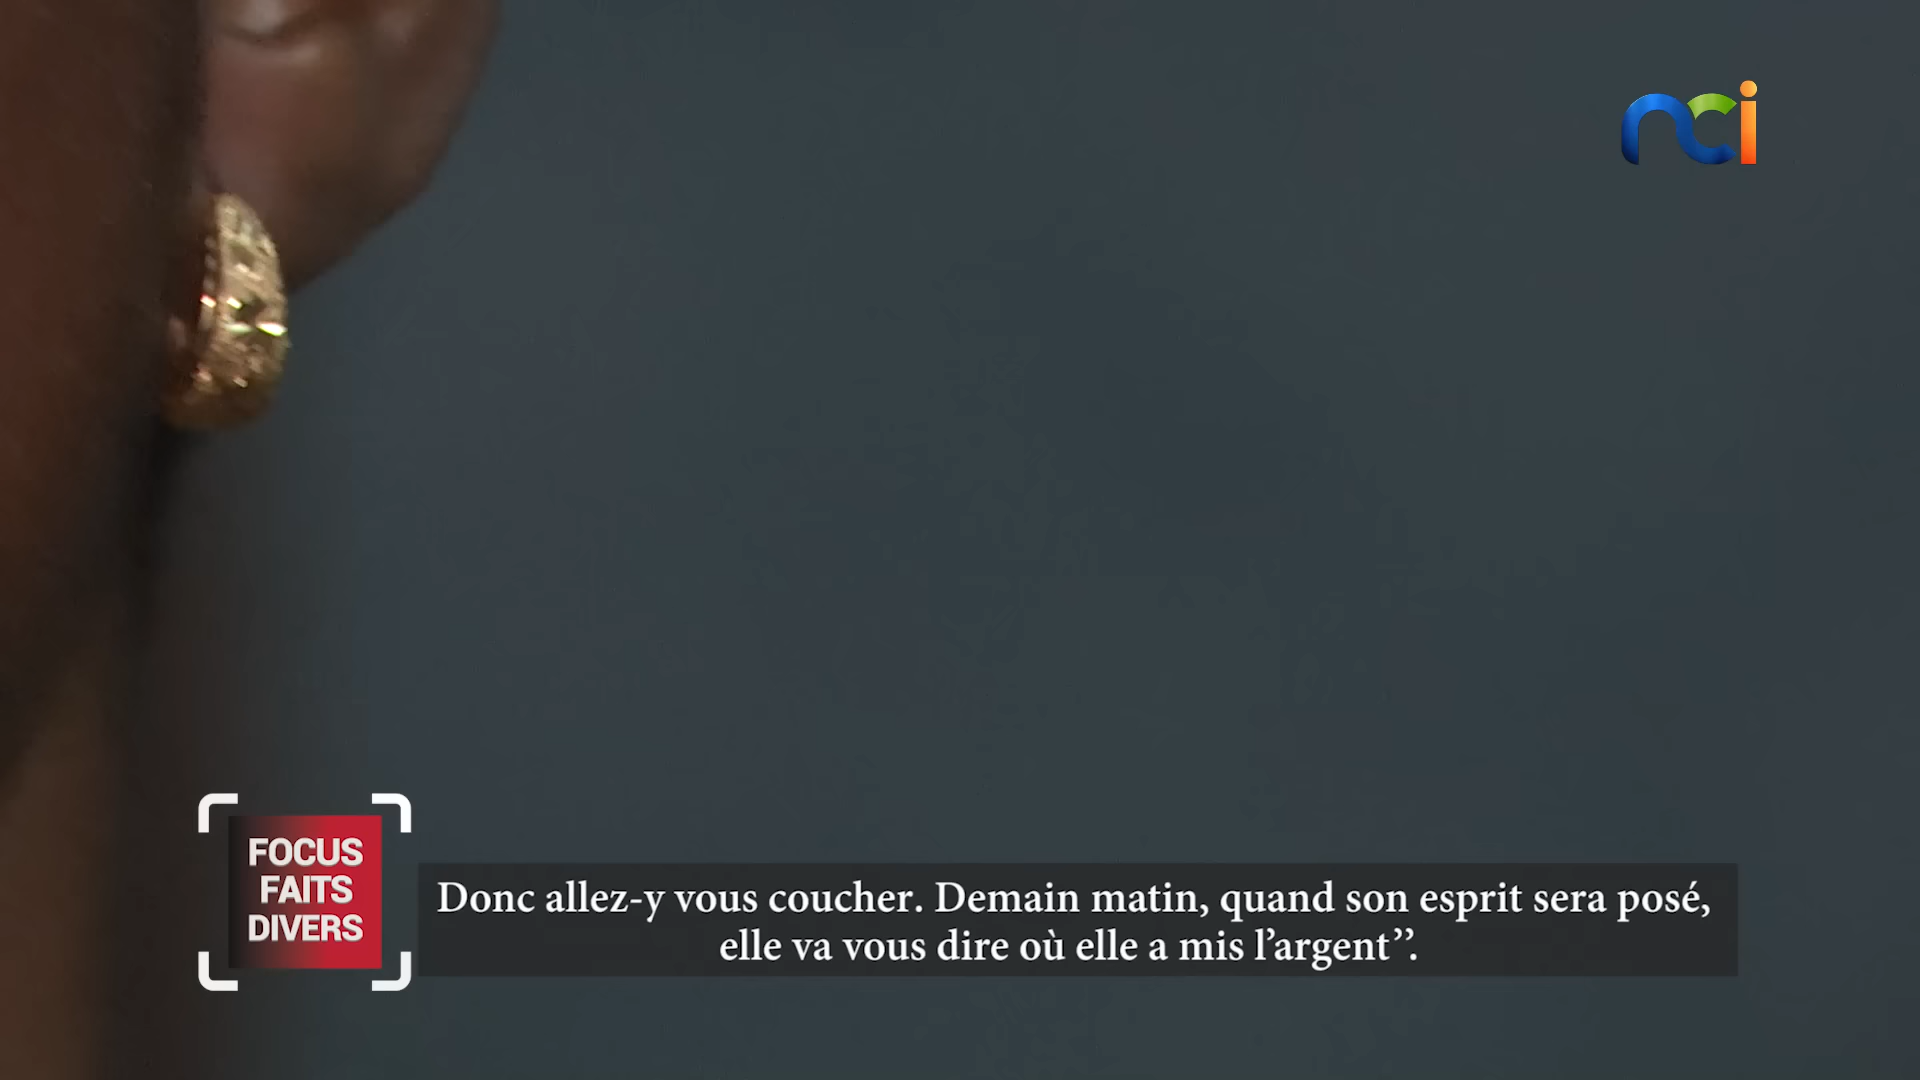 nci
FOCUS
FAITS
DIVERS
Donc allez-y vous coucher. Demain matin, quand son esprit sera posé,
elle va vous dire où elle a mis l’argent’’.